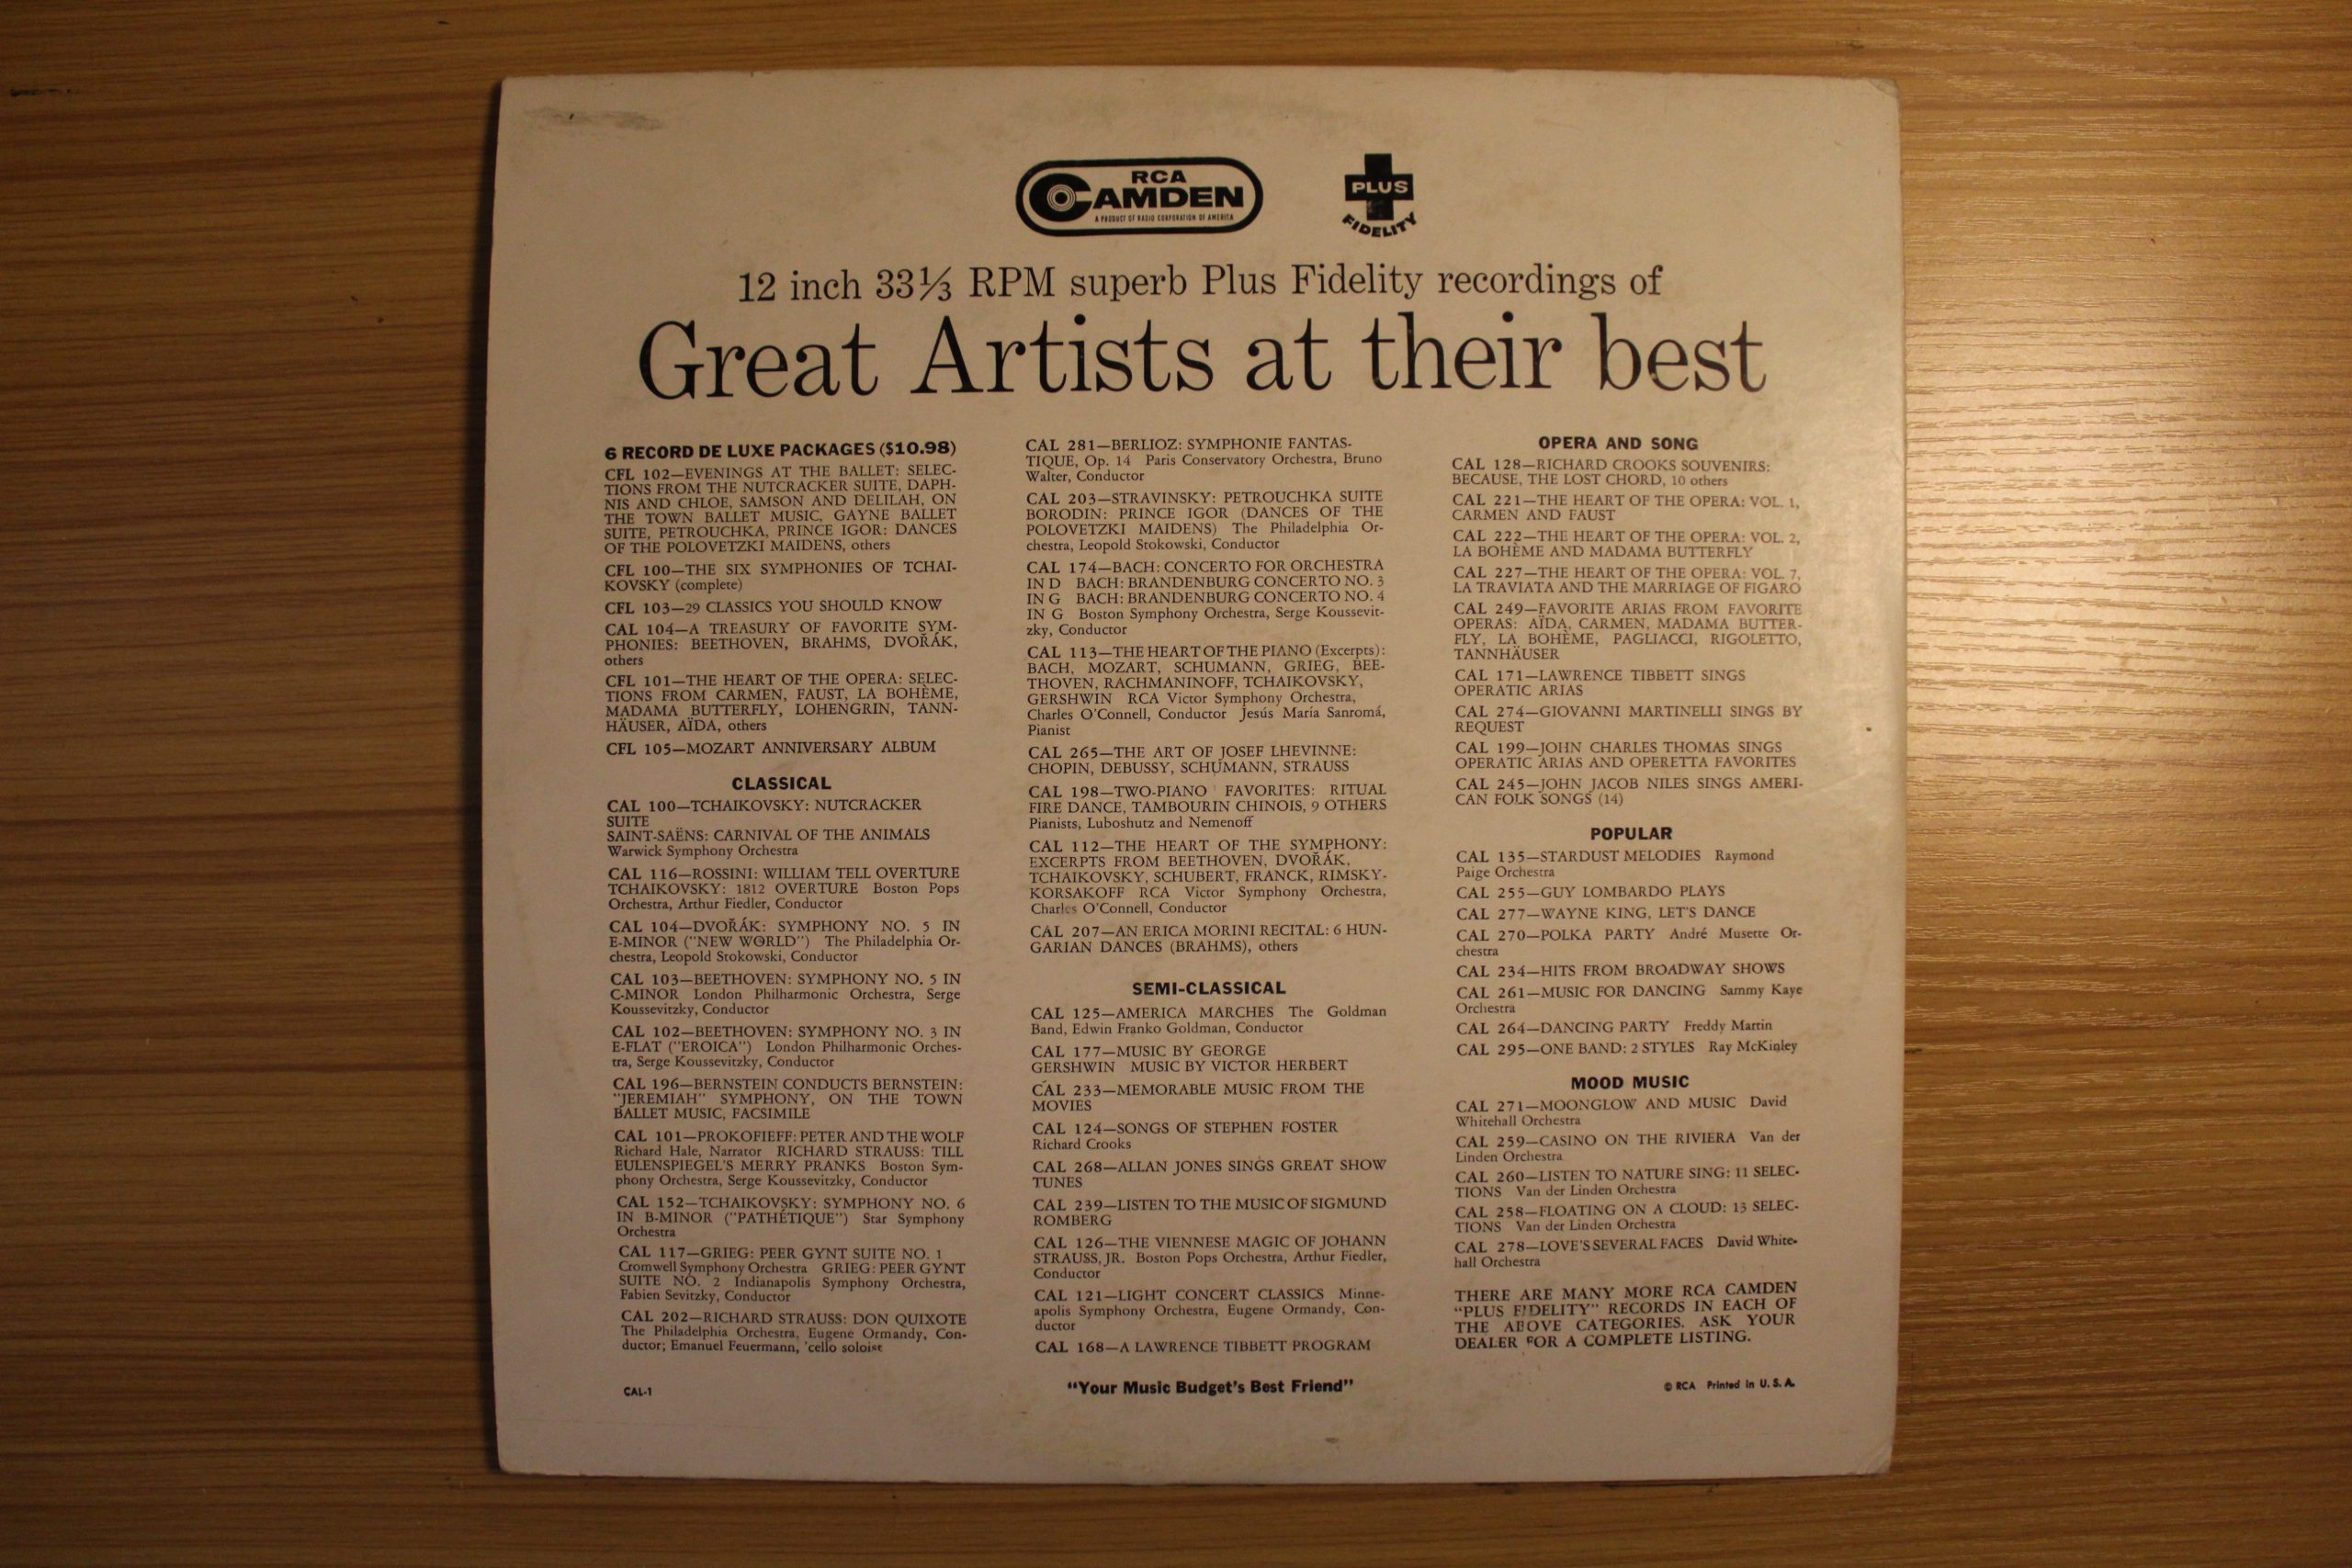 RCA
CAMDEN
A PRODUCT OF RADIO CORPORATION OF AMERICA
PLUS
FIDELITY
12 inch 33⅓ RPM superb Plus Fidelity recordings of
Great Artists at their best
6 RECORD DE LUXE PACKAGES ($10.98)
CFL 102—EVENINGS AT THE BALLET: SELEC-
TIONS FROM THE NUTCRACKER SUITE, DAPH-
NIS AND CHLOE, SAMSON AND DELILAH, ON
THE TOWN BALLET MUSIC, GAYNE BALLET
SUITE, PETROUCHKA, PRINCE IGOR: DANCES
OF THE POLOVETZKI MAIDENS, others
CFL 100—THE SIX SYMPHONIES OF TCHAI-
KOVSKY (complete)
CFL 103—29 CLASSICS YOU SHOULD KNOW
CAL 104—A TREASURY OF FAVORITE SYM-
PHONIES: BEETHOVEN, BRAHMS, DVOŘÁK,
others
CFL 101—THE HEART OF THE OPERA: SELEC-
TIONS FROM CARMEN, FAUST, LA BOHÈME,
MADAMA BUTTERFLY, LOHENGRIN, TANN-
HÄUSER, AÏDA, others
CFL 105—MOZART ANNIVERSARY ALBUM
CLASSICAL
CAL 100—TCHAIKOVSKY: NUTCRACKER
SUITE
SAINT-SAËNS: CARNIVAL OF THE ANIMALS
Warwick Symphony Orchestra
CAL 116—ROSSINI: WILLIAM TELL OVERTURE
TCHAIKOVSKY: 1812 OVERTURE Boston Pops
Orchestra, Arthur Fiedler, Conductor
CAL 104—DVOŘÁK: SYMPHONY NO. 5 IN
E-MINOR ("NEW WORLD") The Philadelphia Or-
chestra, Leopold Stokowski, Conductor
CAL 103—BEETHOVEN: SYMPHONY NO. 5 IN
C-MINOR London Philharmonic Orchestra, Serge
Koussevitzky, Conductor
CAL 102—BEETHOVEN: SYMPHONY NO. 3 IN
E-FLAT ("EROICA") London Philharmonic Orches-
tra, Serge Koussevitzky, Conductor
CAL 196—BERNSTEIN CONDUCTS BERNSTEIN:
"JEREMIAH" SYMPHONY, ON THE TOWN
BALLET MUSIC, FACSIMILE
CAL 101—PROKOFIEFF: PETER AND THE WOLF
Richard Hale, Narrator RICHARD STRAUSS: TILL
EULENSPIEGEL'S MERRY PRANKS Boston Sym-
phony Orchestra, Serge Koussevitzky, Conductor
CAL 152—TCHAIKOVSKY: SYMPHONY NO. 6
IN B-MINOR ("PATHÉTIQUE") Star Symphony
Orchestra
CAL 117—GRIEG: PEER GYNT SUITE NO. 1
Cromwell Symphony Orchestra GRIEG: PEER GYNT
SUITE NO. 2 Indianapolis Symphony Orchestra,
Fabien Sevitzky, Conductor
CAL 202—RICHARD STRAUSS: DON QUIXOTE
The Philadelphia Orchestra, Eugene Ormandy, Con-
ductor; Emanuel Feuermann, 'cello soloist
CAL 281—BERLIOZ: SYMPHONIE FANTAS-
TIQUE, Op. 14 Paris Conservatory Orchestra, Bruno
Walter, Conductor
CAL 203—STRAVINSKY: PETROUCHKA SUITE
BORODIN: PRINCE IGOR (DANCES OF THE
POLOVETZKI MAIDENS) The Philadelphia Or-
chestra, Leopold Stokowski, Conductor
CAL 174—BACH: CONCERTO FOR ORCHESTRA
IN D BACH: BRANDENBURG CONCERTO NO. 3
IN G BACH: BRANDENBURG CONCERTO NO. 4
IN G Boston Symphony Orchestra, Serge Koussevit-
zky, Conductor
CAL 113—THE HEART OF THE PIANO (Excerpts):
BACH, MOZART, SCHUMANN, GRIEG, BEE-
THOVEN, RACHMANINOFF, TCHAIKOVSKY,
GERSHWIN RCA Victor Symphony Orchestra,
Charles O'Connell, Conductor Jesús María Sanromá,
Pianist
CAL 265—THE ART OF JOSEF LHEVINNE:
CHOPIN, DEBUSSY, SCHUMANN, STRAUSS
CAL 198—TWO-PIANO FAVORITES: RITUAL
FIRE DANCE, TAMBOURIN CHINOIS, 9 OTHERS
Pianists, Luboshutz and Nemenoff
CAL 112—THE HEART OF THE SYMPHONY:
EXCERPTS FROM BEETHOVEN, DVOŘÁK,
TCHAIKOVSKY, SCHUBERT, FRANCK, RIMSKY-
KORSAKOFF RCA Victor Symphony Orchestra,
Charles O'Connell, Conductor
CAL 207—AN ERICA MORINI RECITAL: 6 HUN-
GARIAN DANCES (BRAHMS), others
SEMI-CLASSICAL
CAL 125—AMERICA MARCHES The Goldman
Band, Edwin Franko Goldman, Conductor
CAL 177—MUSIC BY GEORGE
GERSHWIN MUSIC BY VICTOR HERBERT
CAL 233—MEMORABLE MUSIC FROM THE
MOVIES
CAL 124—SONGS OF STEPHEN FOSTER
Richard Crooks
CAL 268—ALLAN JONES SINGS GREAT SHOW
TUNES
CAL 239—LISTEN TO THE MUSIC OF SIGMUND
ROMBERG
CAL 126—THE VIENNESE MAGIC OF JOHANN
STRAUSS, JR. Boston Pops Orchestra, Arthur Fiedler,
Conductor
CAL 121—LIGHT CONCERT CLASSICS Minne-
apolis Symphony Orchestra, Eugene Ormandy, Con-
ductor
CAL 168—A LAWRENCE TIBBETT PROGRAM
OPERA AND SONG
CAL 128—RICHARD CROOKS SOUVENIRS:
BECAUSE, THE LOST CHORD, 10 others
CAL 221—THE HEART OF THE OPERA: VOL. 1,
CARMEN AND FAUST
CAL 222—THE HEART OF THE OPERA: VOL. 2,
LA BOHÈME AND MADAMA BUTTERFLY
CAL 227—THE HEART OF THE OPERA: VOL. 7,
LA TRAVIATA AND THE MARRIAGE OF FIGARO
CAL 249—FAVORITE ARIAS FROM FAVORITE
OPERAS: AÏDA, CARMEN, MADAMA BUTTER-
FLY, LA BOHÈME, PAGLIACCI, RIGOLETTO,
TANNHÄUSER
CAL 171—LAWRENCE TIBBETT SINGS
OPERATIC ARIAS
CAL 274—GIOVANNI MARTINELLI SINGS BY
REQUEST
CAL 199—JOHN CHARLES THOMAS SINGS
OPERATIC ARIAS AND OPERETTA FAVORITES
CAL 245—JOHN JACOB NILES SINGS AMERI-
CAN FOLK SONGS (14)
POPULAR
CAL 135—STARDUST MELODIES Raymond
Paige Orchestra
CAL 255—GUY LOMBARDO PLAYS
CAL 277—WAYNE KING, LET'S DANCE
CAL 270—POLKA PARTY André Musette Or-
chestra
CAL 234—HITS FROM BROADWAY SHOWS
CAL 261—MUSIC FOR DANCING Sammy Kaye
Orchestra
CAL 264—DANCING PARTY Freddy Martin
CAL 295—ONE BAND: 2 STYLES Ray McKinley
MOOD MUSIC
CAL 271—MOONGLOW AND MUSIC David
Whitehall Orchestra
CAL 259—CASINO ON THE RIVIERA Van der
Linden Orchestra
CAL 260—LISTEN TO NATURE SING: 11 SELEC-
TIONS Van der Linden Orchestra
CAL 258—FLOATING ON A CLOUD: 13 SELEC-
TIONS Van der Linden Orchestra
CAL 278—LOVE'S SEVERAL FACES David White-
hall Orchestra
THERE ARE MANY MORE RCA CAMDEN
"PLUS FIDELITY" RECORDS IN EACH OF
THE ABOVE CATEGORIES. ASK YOUR
DEALER FOR A COMPLETE LISTING.
CAL-1
"Your Music Budget's Best Friend"
© RCA Printed in U. S. A.